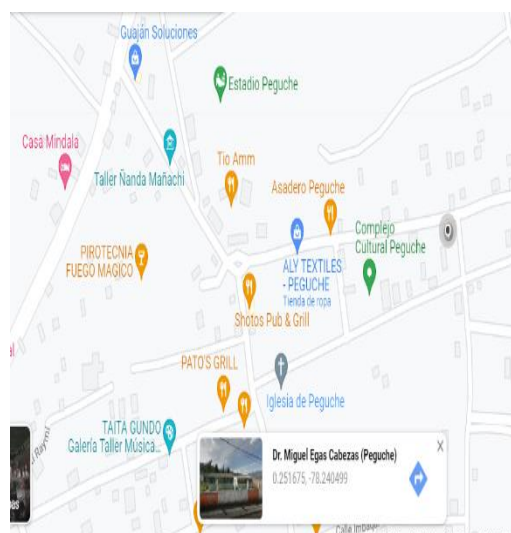 Guaján Soluciones
Estadio Peguche
Casa Mindala
Taller Ñanda Mañachi
Tio Amm
Asadero Peguche
Complejo
Cultural Peguche
PIROTECNIA
FUEGO MAGICO
ALY TEXTILES
- PEGUCHE
Tienda de ropa
Shotos Pub & Grill
PATO'S GRILL
Iglesia de Peguche
TAITA GUNDO
Galería Taller Música...
Raymi
Dr. Miguel Egas Cabezas (Peguche)
0.251675, -78.240499
X
Calle